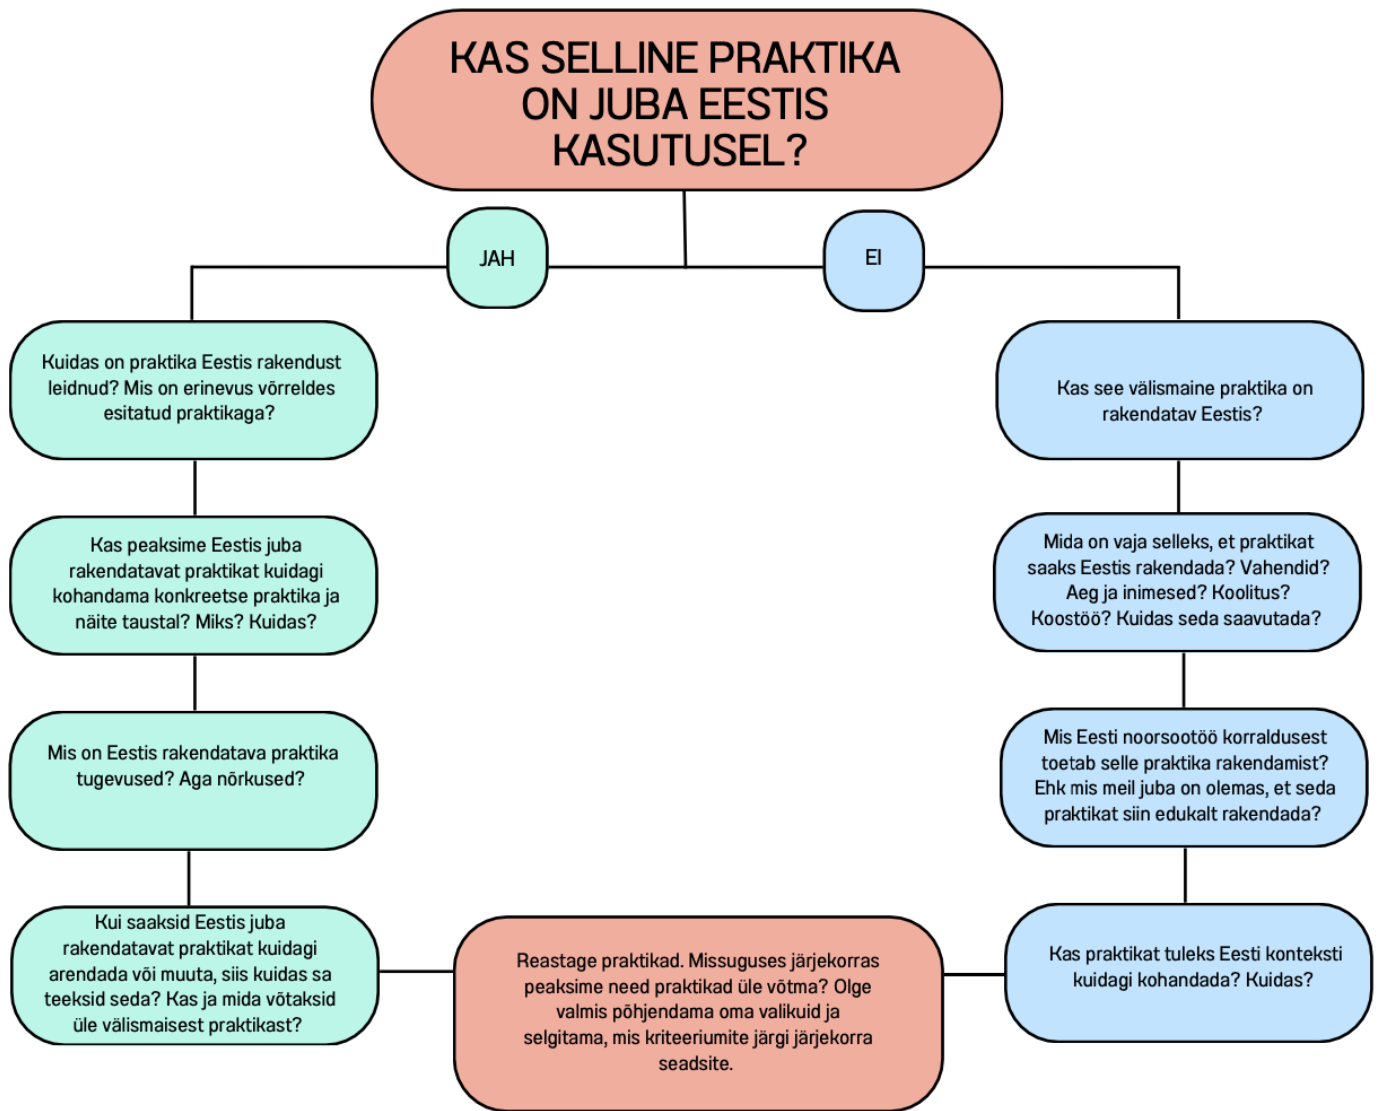 KAS SELLINE PRAKTIKA
ON JUBA EESTIS
KASUTUSEL?
JAH
EI
Kuidas on praktika Eestis rakendust
leidnud? Mis on erinevus võrreldes
esitatud praktikaga?
Kas peaksime Eestis juba
rakendatavat praktikat kuidagi
kohandama konkreetse praktika ja
näite taustal? Miks? Kuidas?
Mis on Eestis rakendatava praktika
tugevused? Aga nõrkused?
Kui saaksid Eestis juba
rakendatavat praktikat kuidagi
arendada või muuta, siis kuidas sa
teeksid seda? Kas ja mida võtaksid
üle välismaisest praktikast?
Kas see välismaine praktika on
rakendatav Eestis?
Mida on vaja selleks, et praktikat
saaks Eestis rakendada? Vahendid?
Aeg ja inimesed? Koolitus?
Koostöö? Kuidas seda saavutada?
Mis Eesti noorsootöö korraldusest
toetab selle praktika rakendamist?
Ehk mis meil juba on olemas, et seda
praktikat siin edukalt rakendada?
Kas praktikat tuleks Eesti konteksti
kuidagi kohandada? Kuidas?
Reastage praktikad. Missuguses järjekorras
peaksime need praktikad üle võtma? Olge
valmis põhjendama oma valikuid ja
selgitama, mis kriteeriumite järgi järjekorra
seadsite.